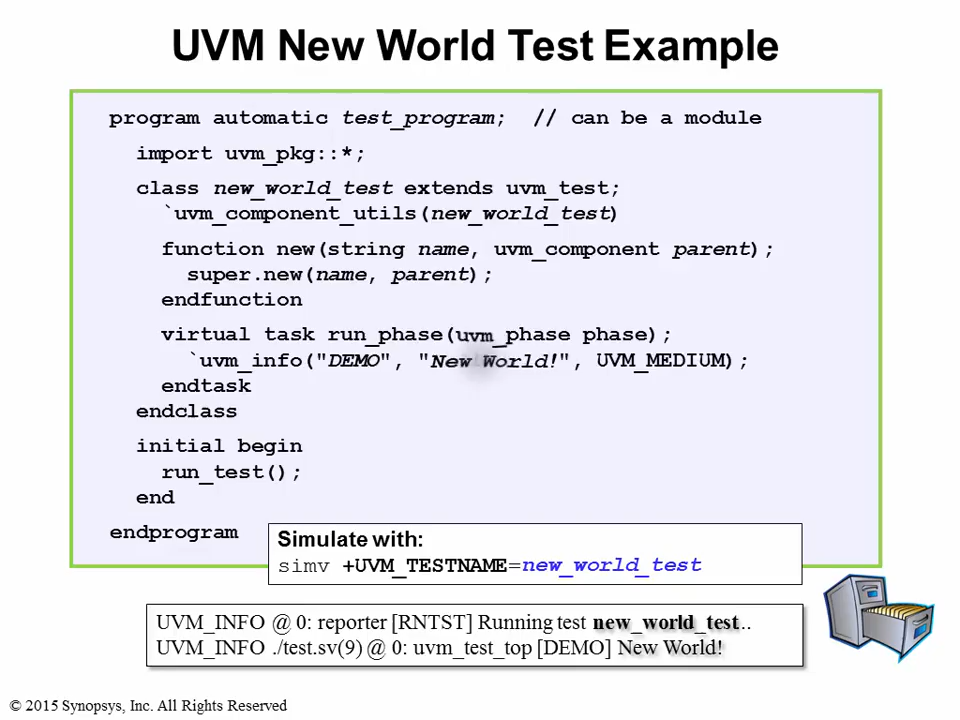 UVM New World Test Example
program automatic test_program; // can be a module
import uvm_pkg::*;
class new_world_test extends uvm_test;
`uvm_component_utils(new_world_test)
function new(string name, uvm_component parent);
super.new(name, parent);
endfunction
virtual task run_phase(uvm_phase phase);
`uvm_info("DEMO", "New World!", UVM_MEDIUM);
endtask
endclass
initial begin
run_test();
end
endprogram
Simulate with:
simv +UVM_TESTNAME=new_world_test
UVM_INFO @ 0: reporter [RNTST] Running test new_world_test..
UVM_INFO ./test.sv(9) @ 0: uvm_test_top [DEMO] New World!
© 2015 Synopsys, Inc. All Rights Reserved